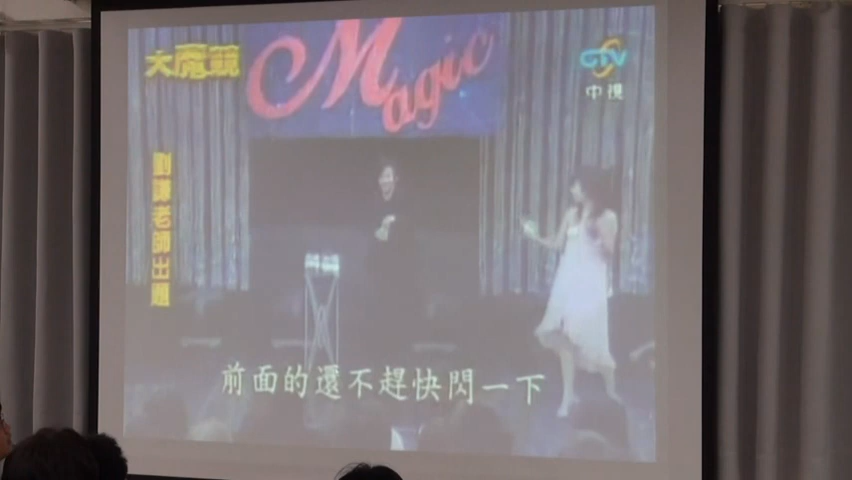 大魔競
Magic
CTV
中視
劉謙老師出題
前面的還不趕快閃一下